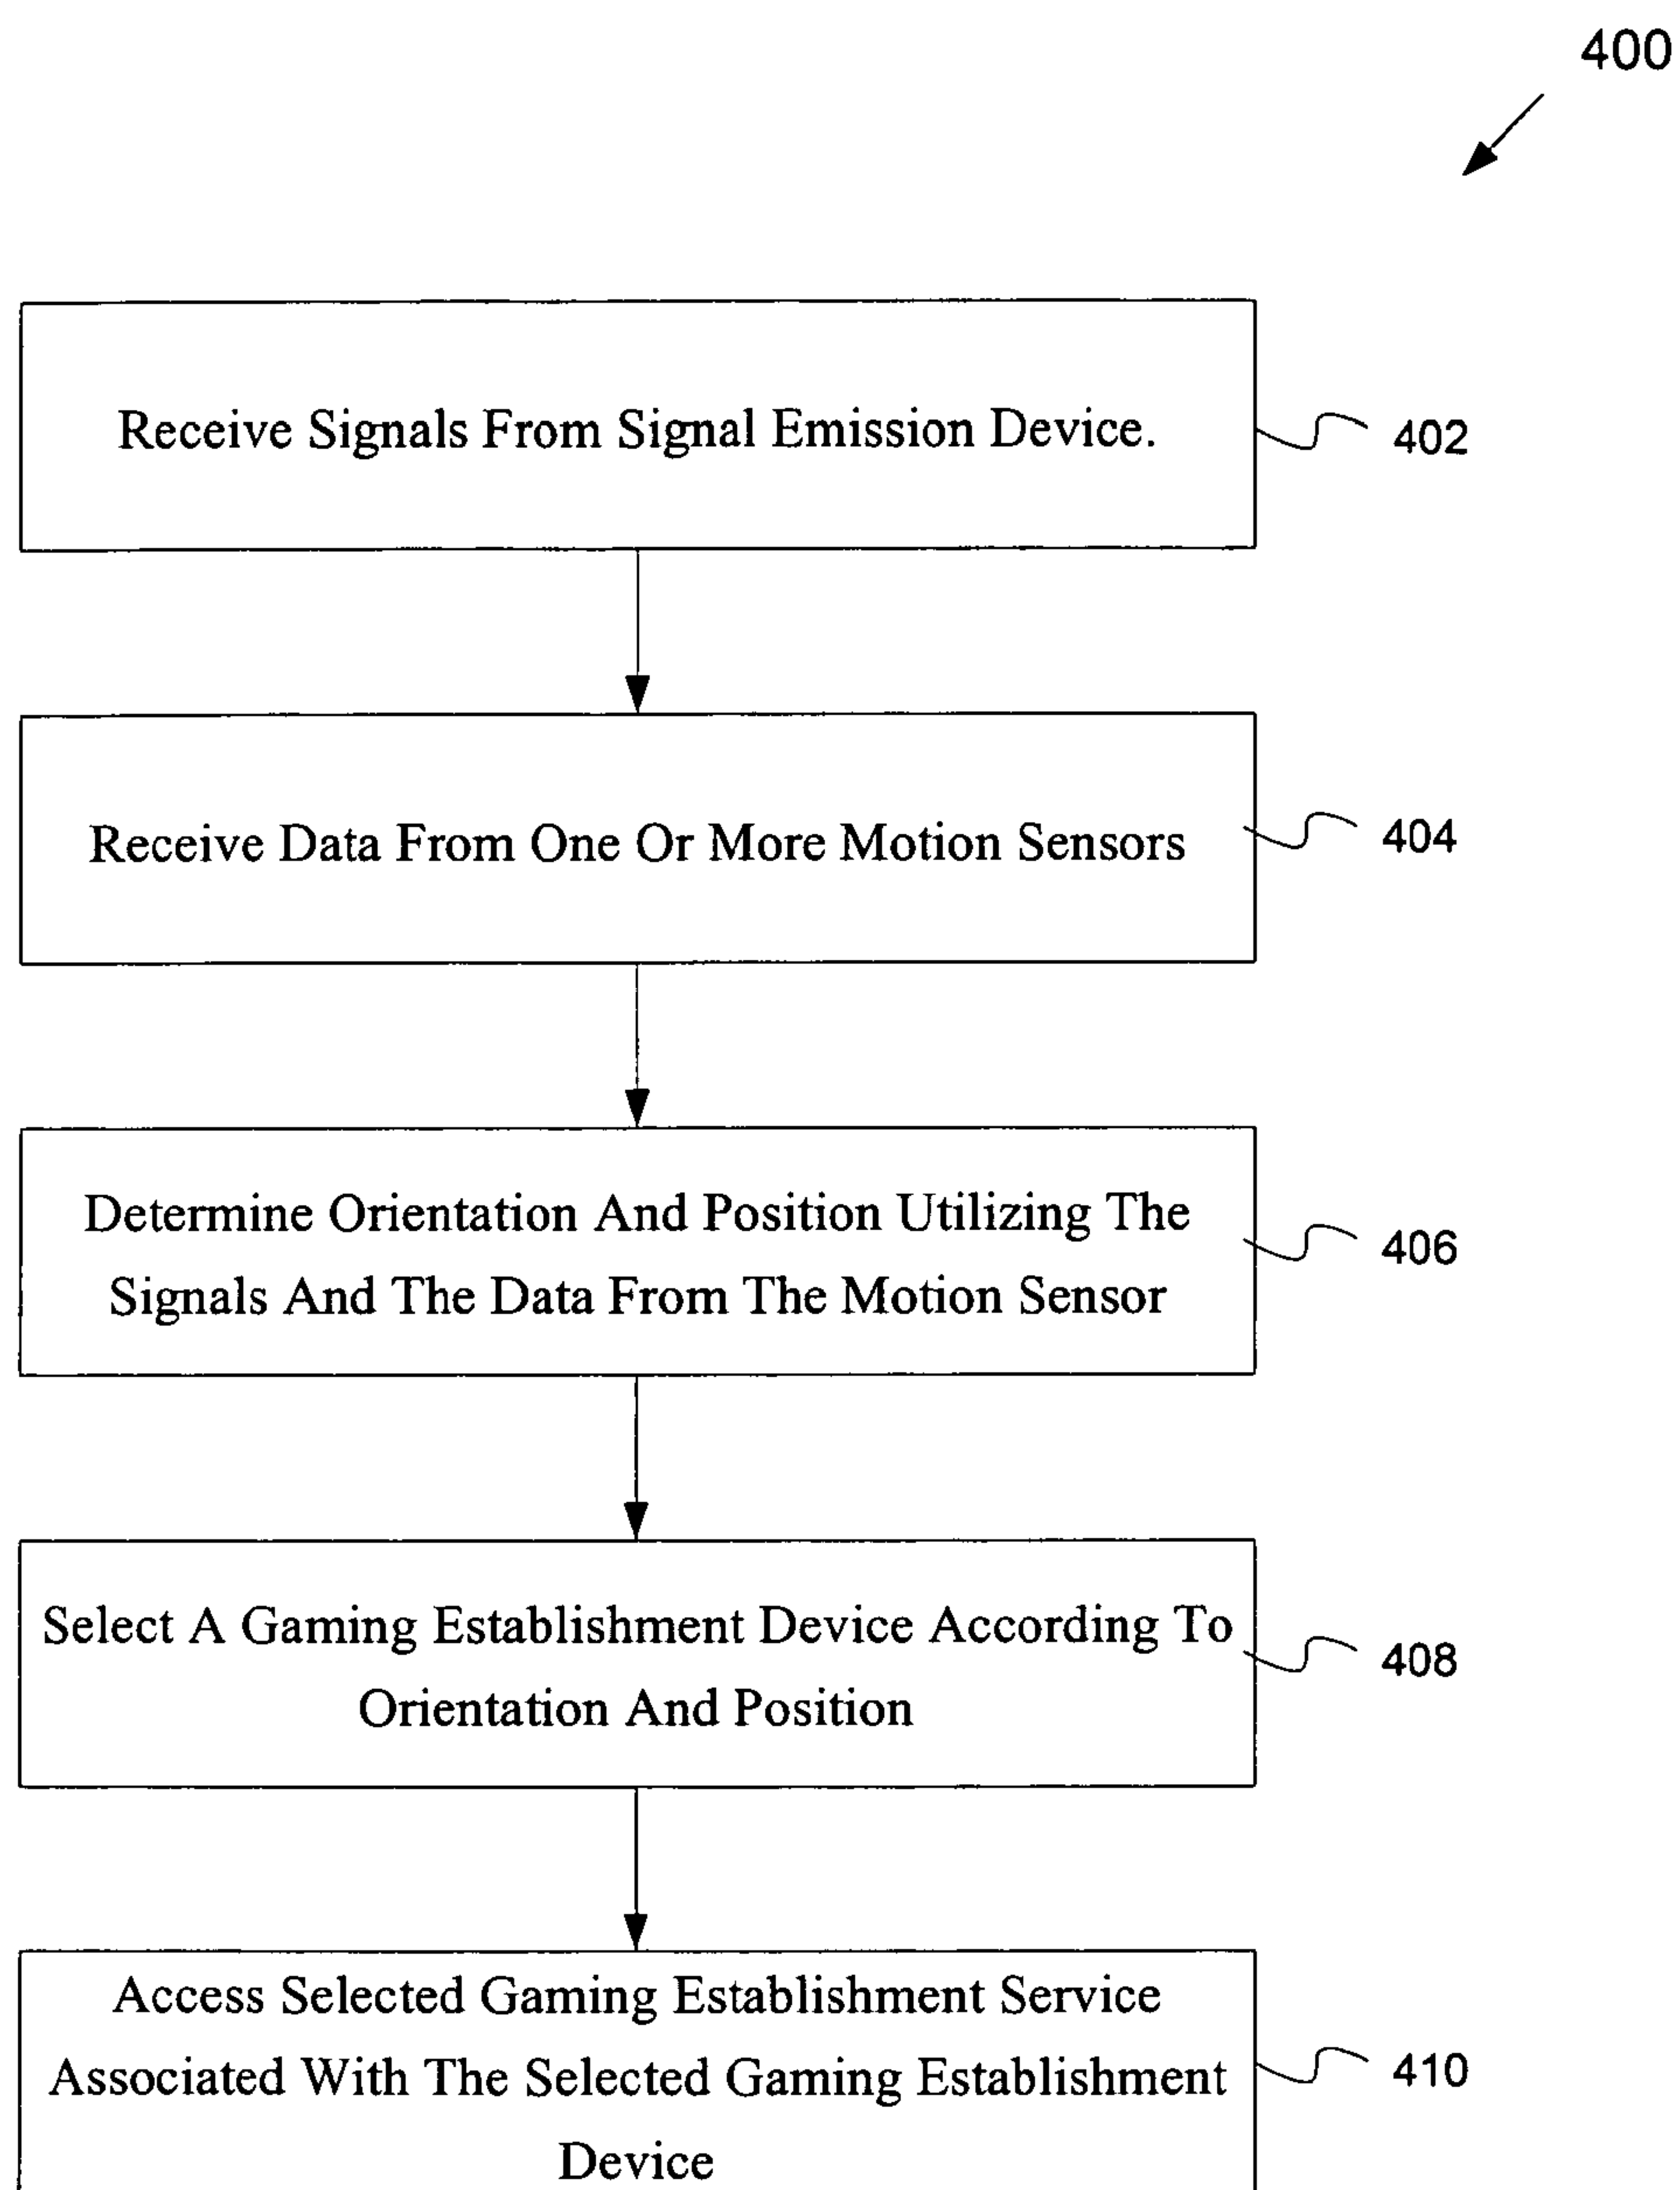 400
Receive Signals From Signal Emission Device.
402
Receive Data From One Or More Motion Sensors
404
Determine Orientation And Position Utilizing The
Signals And The Data From The Motion Sensor
406
Select A Gaming Establishment Device According To
Orientation And Position
408
Access Selected Gaming Establishment Service
Associated With The Selected Gaming Establishment
Device
410